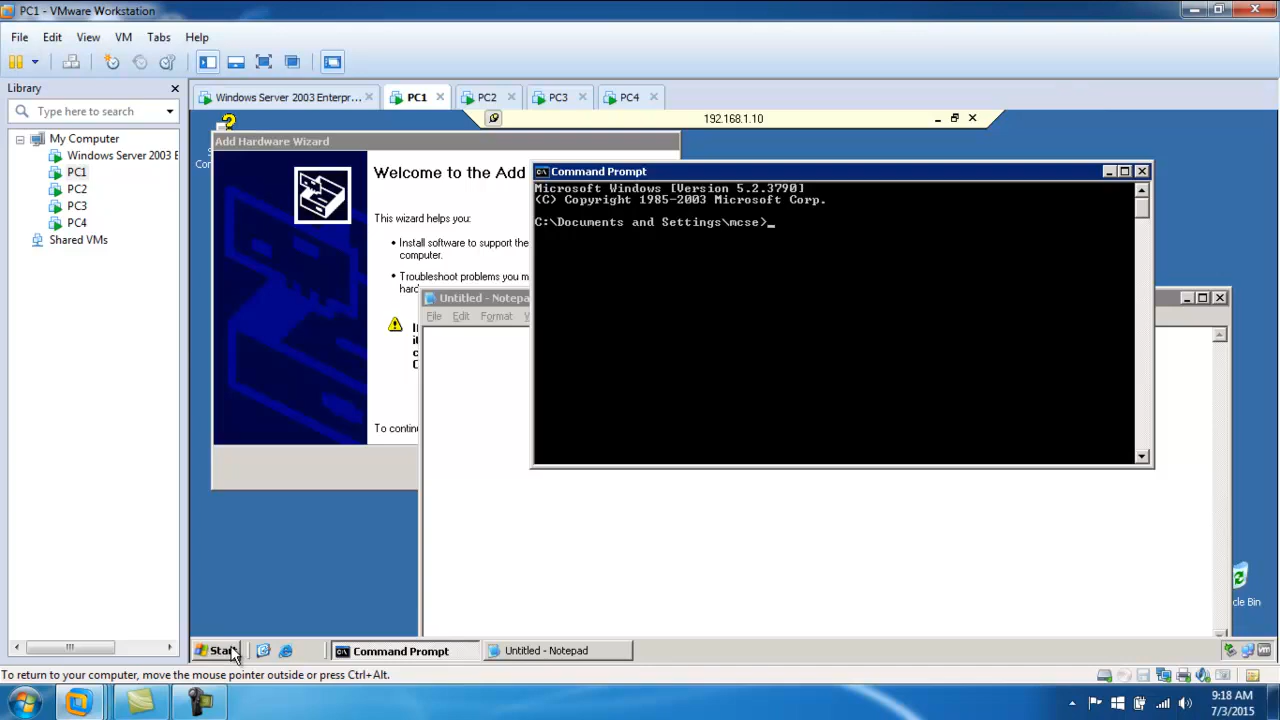 PC1 - VMware Workstation
File Edit View VM Tabs Help
Library
Type here to search
My Computer
Windows Server 2003 E
PC1
PC2
PC3
PC4
Shared VMs
Windows Server 2003 Enterpr...
PC1
PC2
PC3
PC4
192.168.1.10
Add Hardware Wizard
Welcome to the Add
This wizard helps you:
Install software to support the
computer.
Troubleshoot problems you m
To continu
Untitled - Notepa
File Edit Format
Command Prompt
Microsoft Windows [Version 5.2.3790]
(C) Copyright 1985-2003 Microsoft Corp.
C:\Documents and Settings\mcse>_
cle Bin
Start
Command Prompt
Untitled - Notepad
To return to your computer, move the mouse pointer outside or press Ctrl+Alt.
9:18 AM
7/3/2015